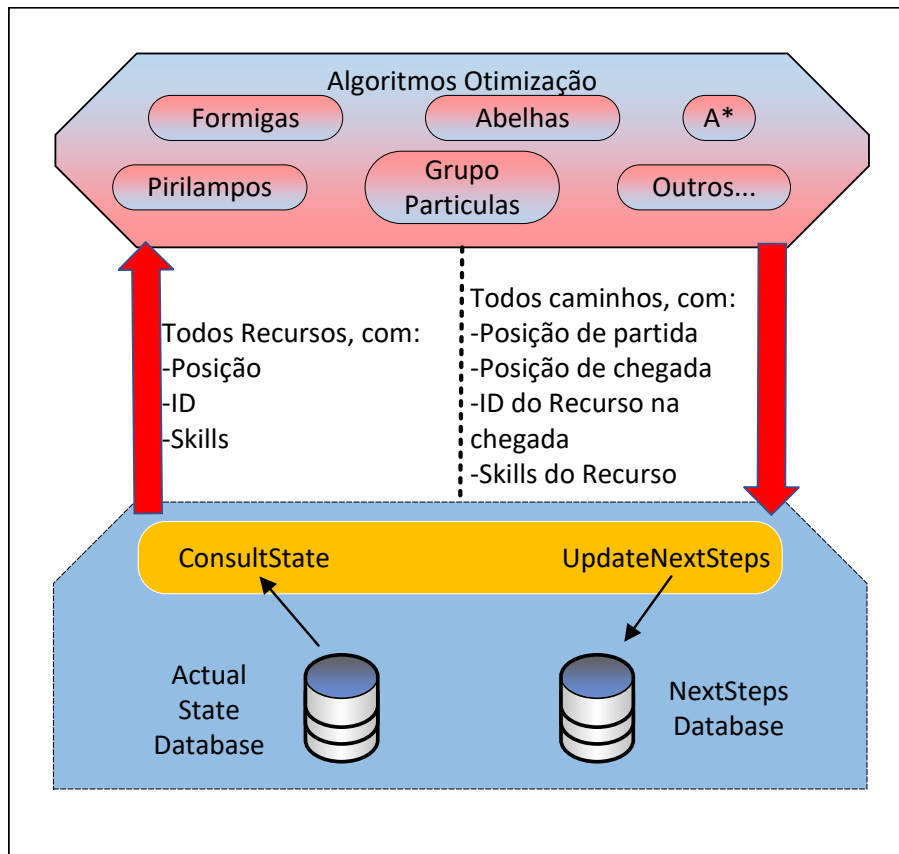 Algoritmos Otimização
Formigas
Abelhas
A*
Pirilampos
Grupo
Particulas
Outros...
Todos Recursos, com:
-Posição
-ID
-Skills
Todos caminhos, com:
-Posição de partida
-Posição de chegada
-ID do Recurso na
chegada
-Skills do Recurso
ConsultState
UpdateNextSteps
Actual
State
Database
NextSteps
Database